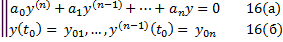 a₀y⁽ⁿ⁾ + a₁y⁽ⁿ⁻¹⁾ + ⋯ + aₙy = 0 16(а)
y(t₀) = y₀₁, … , y⁽ⁿ⁻¹⁾(t₀) = y₀ₙ 16(б)